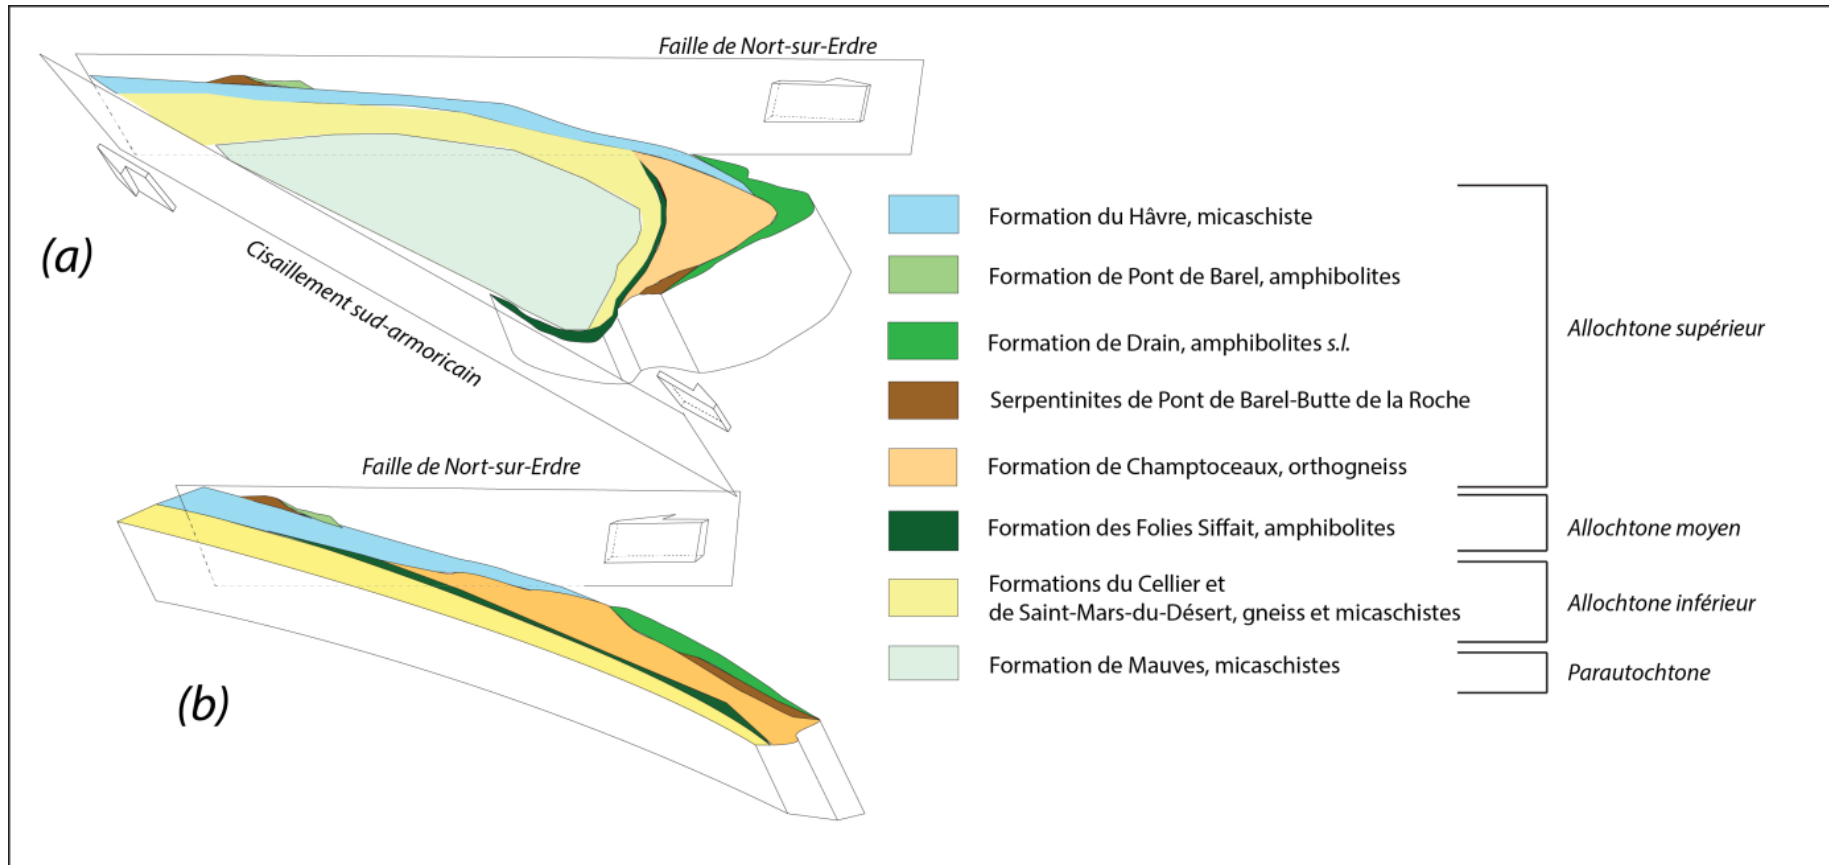 Faille de Nort-sur-Erdre
(a)
Cisaillement sud-armoricain
Faille de Nort-sur-Erdre
(b)
Formation du Hâvre, micaschiste
Formation de Pont de Barel, amphibolites
Formation de Drain, amphibolites s.l.
Serpentinites de Pont de Barel-Butte de la Roche
Formation de Champtoceaux, orthogneiss
Formation des Folies Siffait, amphibolites
Formations du Cellier et
de Saint-Mars-du-Désert, gneiss et micaschistes
Formation de Mauves, micaschistes
Allochtone supérieur
Allochtone moyen
Allochtone inférieur
Parautochtone